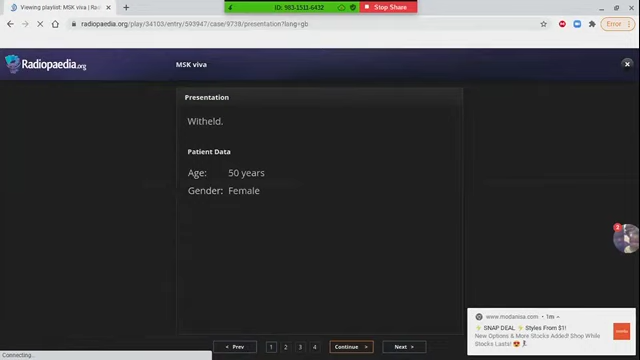 Viewing playlist: MSK viva
ID: 983-1511-6432
Stop Share
radiopaedia.org/play/34103/entry/593947/case/9738/presentation?lang=gb
Error
Radiopaedia.org
MSK viva
Presentation
Witheld.
Patient Data
Age: 50 years
Gender: Female
www.modanisa.com • 1m
SNAP DEAL ⚡ Styles From $1!
New Options & More Stocks Added! Shop While
Stocks Lasts!
< Prev
1 2 3 4
Continue >
Next >
Connecting...